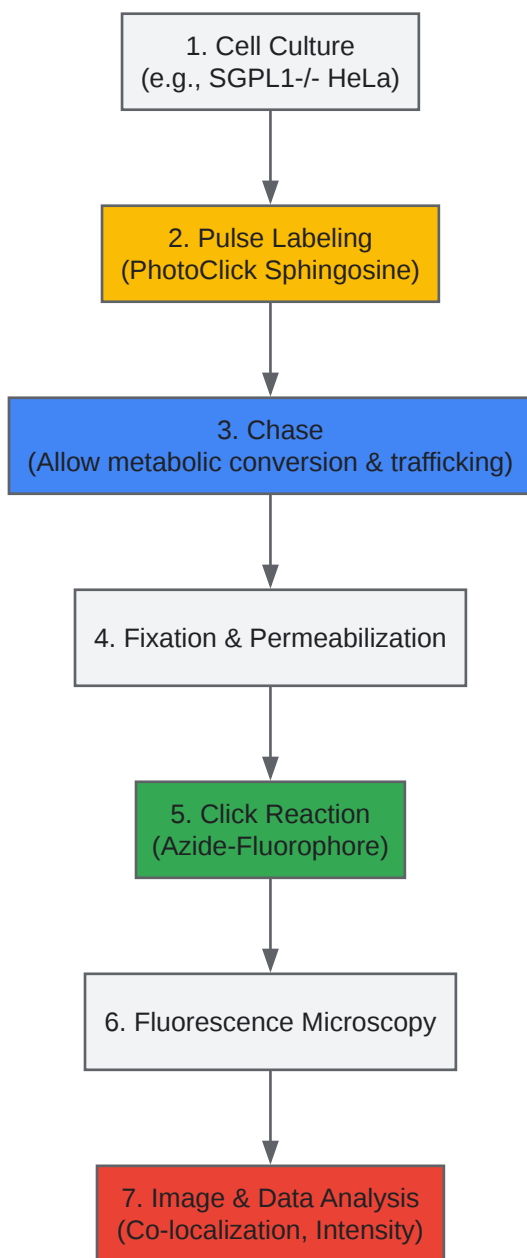 1. Cell Culture
(e.g., SGPL1-/- HeLa)
2. Pulse Labeling
(PhotoClick Sphingosine)
3. Chase
(Allow metabolic conversion & trafficking)
4. Fixation & Permeabilization
5. Click Reaction
(Azide-Fluorophore)
6. Fluorescence Microscopy
7. Image & Data Analysis
(Co-localization, Intensity)